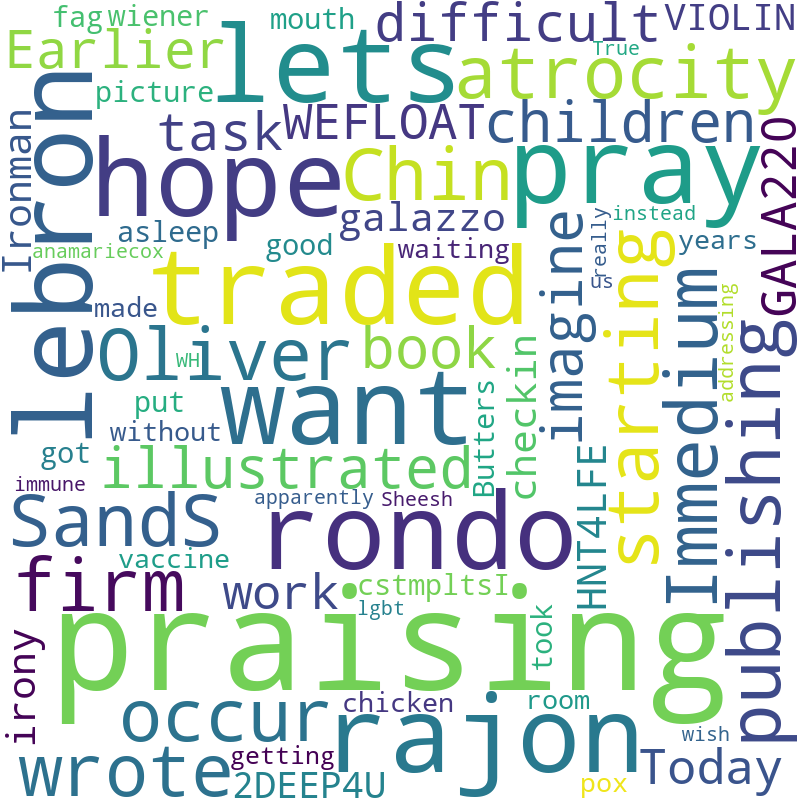 fag wiener mouth difficult VIOLIN
Earlier lets True
picture atrocity
Ironman lebron task WEFLOAT children
hope Chin pray GALA220
asleep galazzo imagine really instead
anamariecox good waiting us years
made traded starting Immedium addressing
Oliver book publishing
WH want checkin
put Butters
without
got illustrated HNT4LFE
immune apparently Sheesh
SandS rondo
vaccine
firm work cstmpltsI.
lgbt
irony praising took
occur chicken room
rajon wish
wrote getting Today
2DEEP4U pox